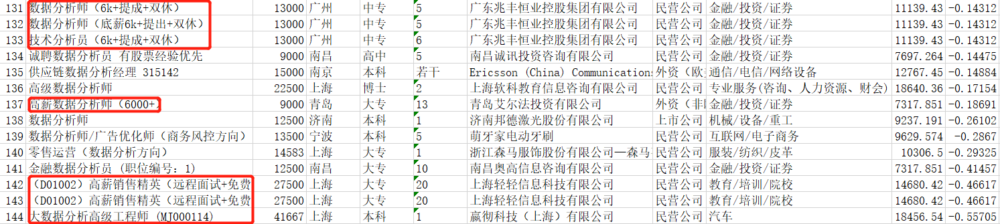 131 数据分析师（6k+提成+双休） 13000 广州 中专 5 广东兆丰恒业控股集团有限公司 民营公司 金融/投资/证券 11139.43 -0.14312
132 数据分析师（底薪6k+提出+双休） 13000 广州 中专 5 广东兆丰恒业控股集团有限公司 民营公司 金融/投资/证券 11139.43 -0.14312
133 技术分析员（6k+提成+双休） 13000 广州 中专 6 广东兆丰恒业控股集团有限公司 民营公司 金融/投资/证券 11139.43 -0.14312
134 诚聘数据分析员 有股票经验优先 9000 南昌 高中 5 南昌诚讯投资咨询有限公司 民营公司 金融/投资/证券 7697.264 -0.14475
135 供应链数据分析经理 315142 15000 南京 本科 若干 Ericsson (China) Communications 外资（欧美 通信/电信/网络设备 12767.45 -0.14884
136 高级数据分析师 22500 上海 博士 2 上海软科教育信息咨询有限公司 民营公司 专业服务(咨询、人力资源、财会) 18640.36 -0.17154
137 高薪数据分析师（6000+） 9000 青岛 大专 13 青岛艾尔法投资有限公司 外资（非 金融/投资/证券 7317.851 -0.18691
138 数据分析师 12500 济南 本科 1 济南邦德激光股份有限公司 上市公司 机械/设备/重工 9237.191 -0.26102
139 数据分析师/广告优化师（商务风控方向） 13500 宁波 本科 5 萌牙家电动牙刷 民营公司 互联网/电子商务 9629.574 -0.2867
140 零售运营（数据分析方向） 14583 上海 大专 1 浙江森马服饰股份有限公司—森马 民营公司 服装/纺织/皮革 10306.5 -0.29325
141 金融数据分析员 (职位编号：1) 12500 南昌 大专 10 南昌奥高信息咨询有限公司 民营公司 金融/投资/证券 7317.851 -0.41457
142 （D01002）高薪销售精英（远程面试+免费 27500 上海 大专 20 上海轻轻信息科技有限公司 民营公司 教育/培训/院校 14680.42 -0.46617
143 （D01002）高薪销售精英（远程面试+免费 27500 上海 大专 20 上海轻轻信息科技有限公司 民营公司 教育/培训/院校 14680.42 -0.46617
144 大数据分析高级工程师 (MJ000114) 41667 上海 本科 1 嬴彻科技（上海）有限公司 民营公司 汽车 18456.54 -0.55705